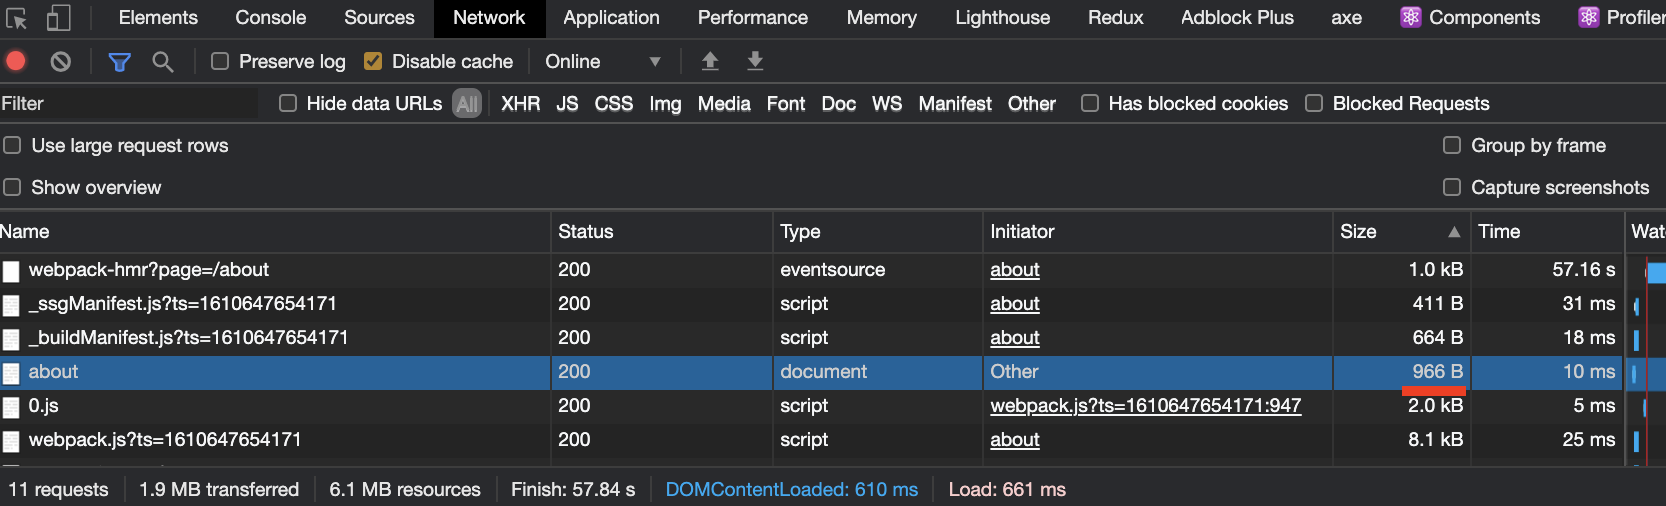 Elements Console Sources Network Application Performance Memory Lighthouse Redux Adblock Plus axe Components Profiler
Preserve log Disable cache Online
Filter Hide data URLs All XHR JS CSS Img Media Font Doc WS Manifest Other Has blocked cookies Blocked Requests
Use large request rows Group by frame
Show overview Capture screenshots
Name Status Type Initiator Size Time Wat
webpack-hmr?page=/about 200 eventsource about 1.0 kB 57.16 s
_ssgManifest.js?ts=1610647654171 200 script about 411 B 31 ms
_buildManifest.js?ts=1610647654171 200 script about 664 B 18 ms
about 200 document Other 966 B 10 ms
0.js 200 script webpack.js?ts=1610647654171:947 2.0 kB 5 ms
webpack.js?ts=1610647654171 200 script about 8.1 kB 25 ms
11 requests 1.9 MB transferred 6.1 MB resources Finish: 57.84 s DOMContentLoaded: 610 ms Load: 661 ms